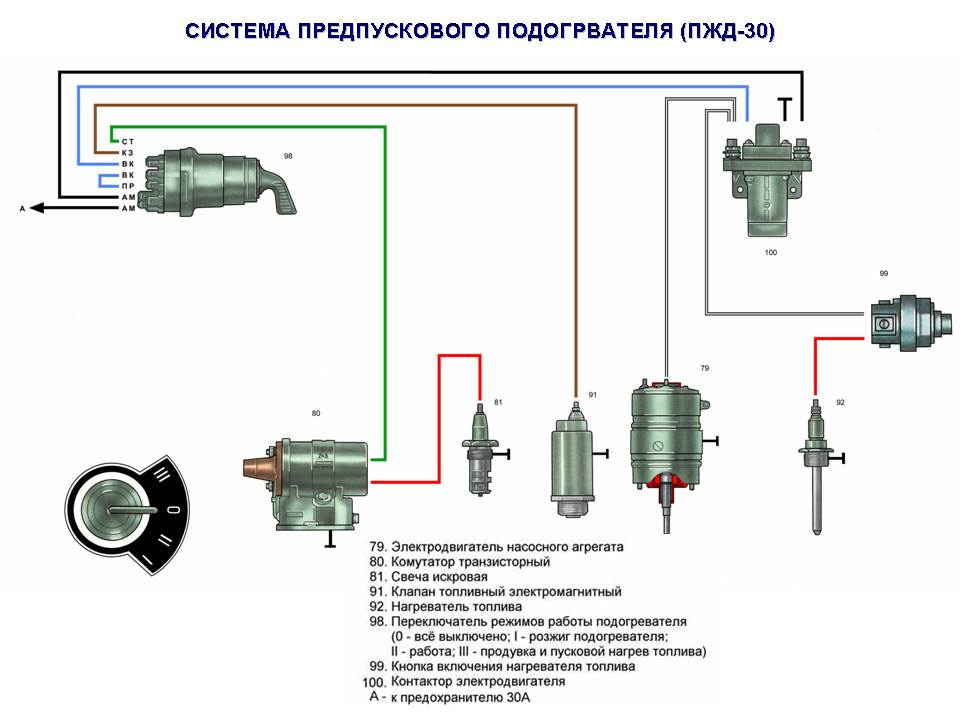 СИСТЕМА ПРЕДПУСКОВОГО ПОДОГРВАТЕЛЯ (ПЖД-30)
СТ
КЗ
ВК
ВК
ПР
АМ
АМ
А
98
100
99
79
80
81
91
92
III
0
I
II
79. Электродвигатель насосного агрегата
80. Комутатор транзисторный
81. Свеча искровая
91. Клапан топливный электромагнитный
92. Нагреватель топлива
98. Переключатель режимов работы подогревателя
(0 - всё выключено; I - розжиг подогревателя;
II - работа; III - продувка и пусковой нагрев топлива)
99. Кнопка включения нагревателя топлива
100. Контактор электродвигателя
А - к предохранителю 30А